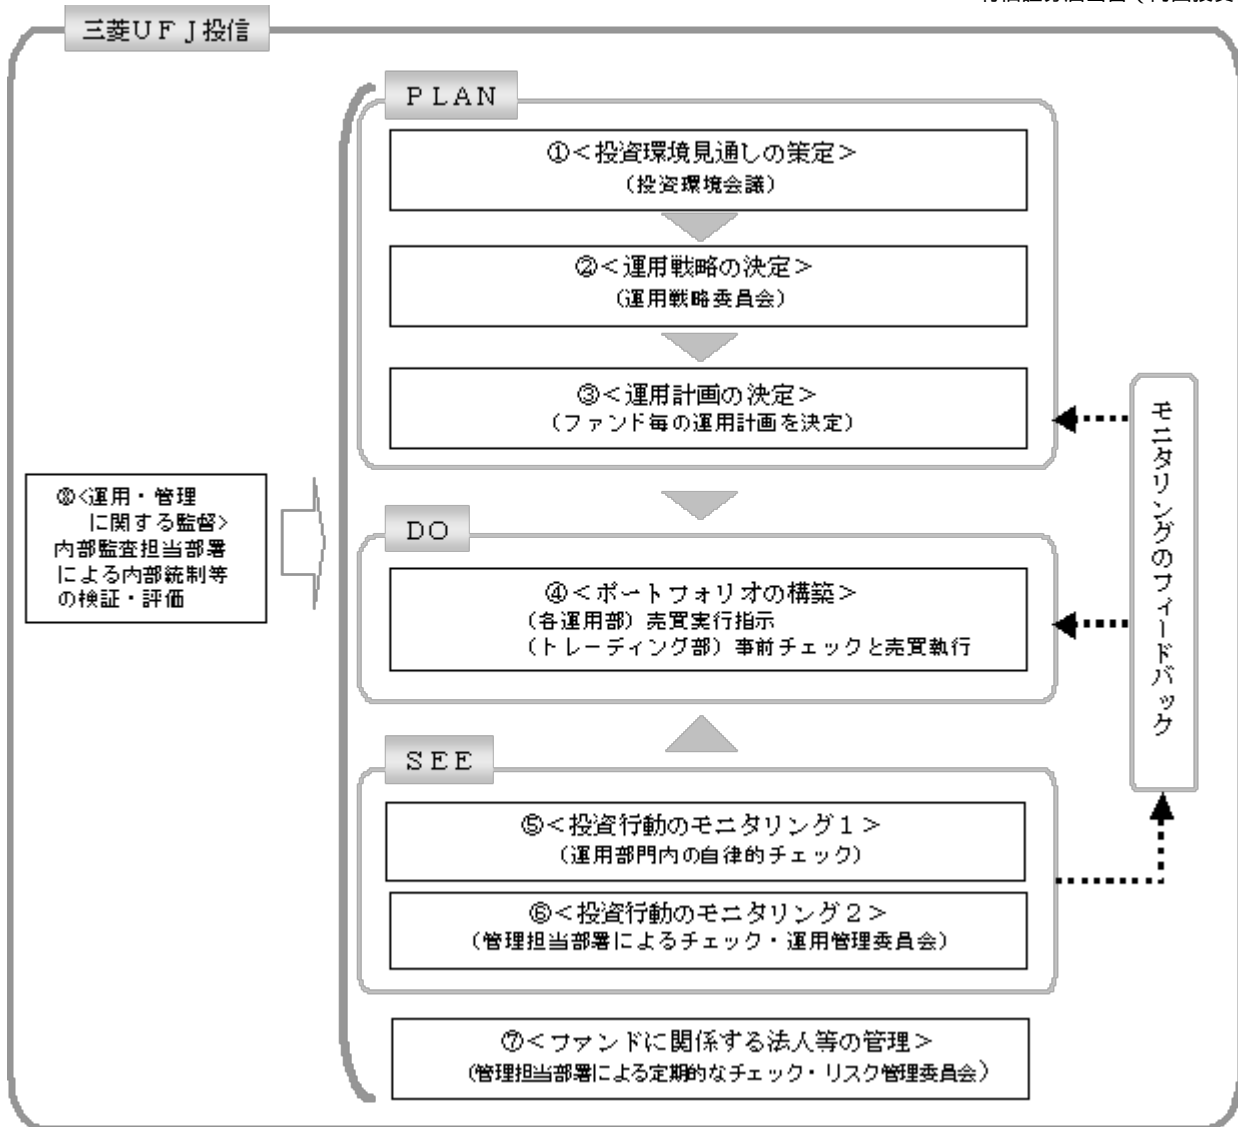 三菱ＵＦＪ投信
ＰＬＡＮ
①＜投資環境見通しの策定＞
（投資環境会議）
②＜運用戦略の決定＞
（運用戦略委員会）
③＜運用計画の決定＞
（ファンド毎の運用計画を決定）
モニタリングのフィードバック
⑧＜運用・管理
に関する監督＞
内部監査担当部署
による内部統制等
の検証・評価
ＤＯ
④＜ポートフォリオの構築＞
（各運用部）売買実行指示
（トレーディング部）事前チェックと売買執行
ＳＥＥ
⑤＜投資行動のモニタリング１＞
（運用部門内の自律的チェック）
⑥＜投資行動のモニタリング２＞
（管理担当部署によるチェック・運用管理委員会）
⑦＜ファンドに関係する法人等の管理＞
（管理担当部署による定期的なチェック・リスク管理委員会）